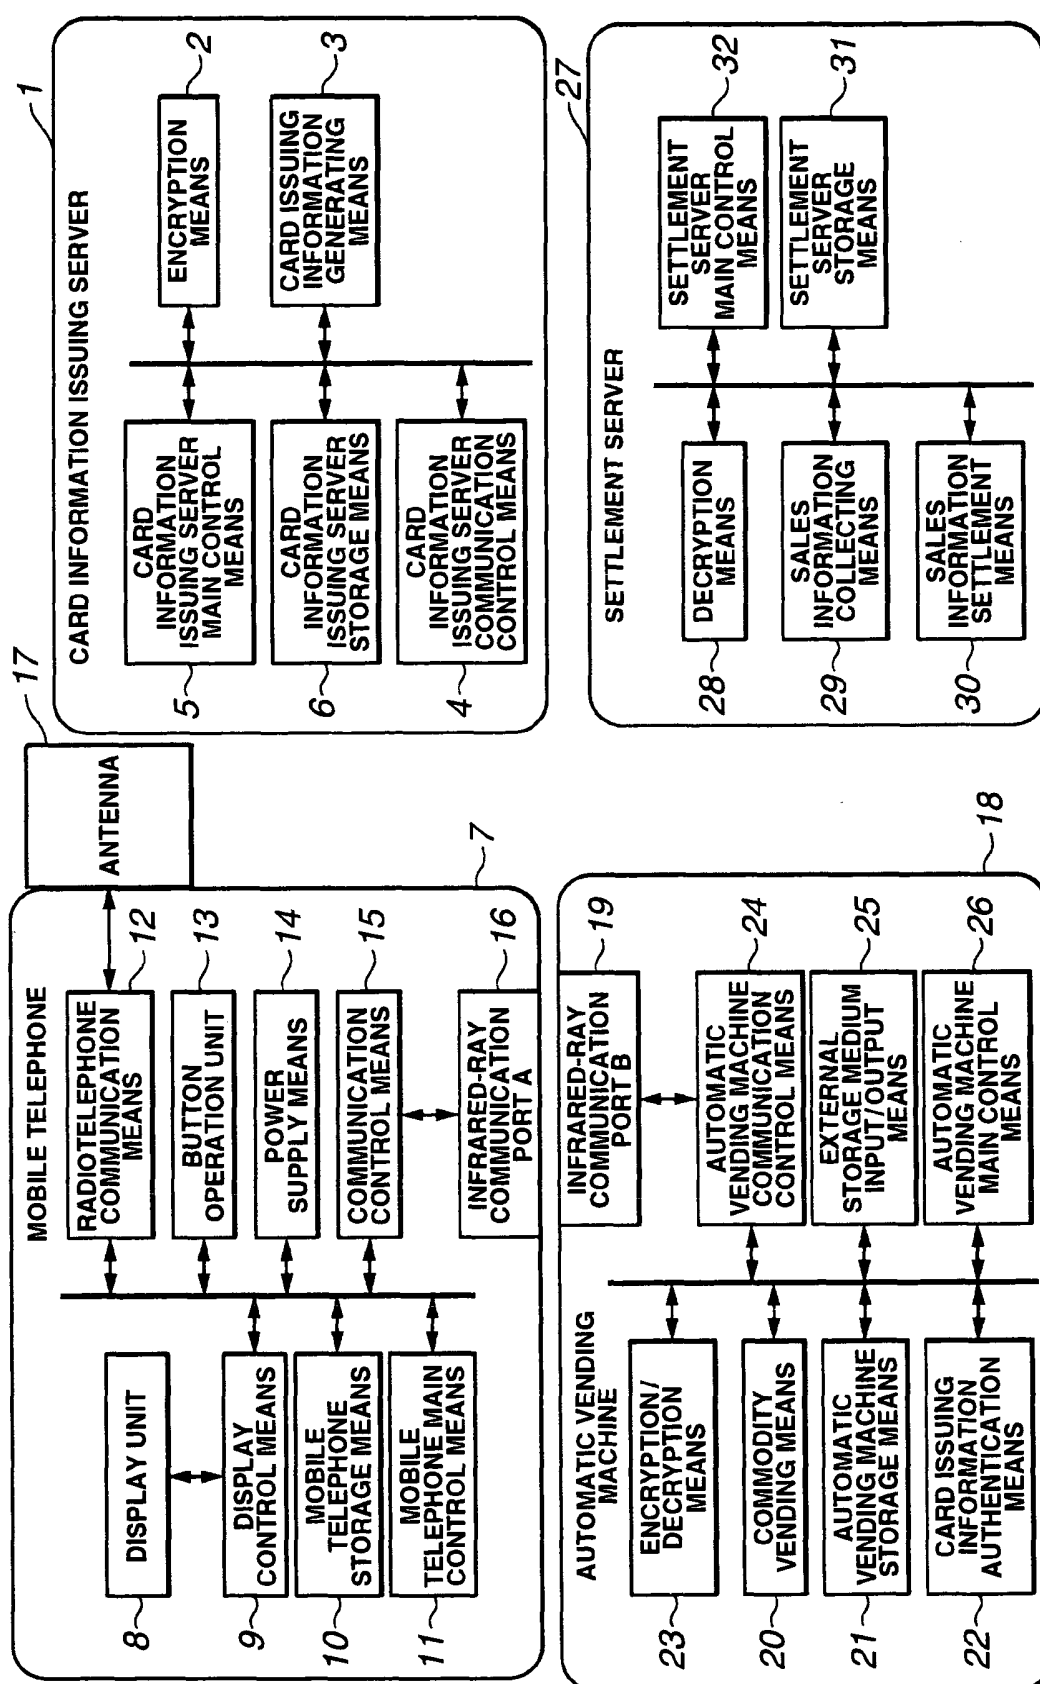 MOBILE TELEPHONE
DISPLAY UNIT
8
DISPLAY
CONTROL MEANS
9
MOBILE
TELEPHONE
STORAGE MEANS
10
MOBILE
TELEPHONE MAIN
CONTROL MEANS
11
RADIOTELEPHONE
COMMUNICATION
MEANS
12
BUTTON
OPERATION UNIT
13
POWER
SUPPLY MEANS
14
COMMUNICATION
CONTROL MEANS
15
INFRARED-RAY
COMMUNICATION
PORT A
16
7
ANTENNA
17
CARD INFORMATION ISSUING SERVER
1
CARD
INFORMATION
ISSUING SERVER
MAIN CONTROL
MEANS
5
CARD
INFORMATION
ISSUING SERVER
STORAGE MEANS
6
CARD
INFORMATION
ISSUING SERVER
COMMUNICATION
CONTROL MEANS
4
ENCRYPTION
MEANS
2
CARD ISSUING
INFORMATION
GENERATING
MEANS
3
AUTOMATIC VENDING
MACHINE
ENCRYPTION/
DECRYPTION
MEANS
23
COMMODITY
VENDING MEANS
20
AUTOMATIC
VENDING MACHINE
STORAGE MEANS
21
CARD ISSUING
INFORMATION
AUTHENTICATION
MEANS
22
INFRARED-RAY
COMMUNICATION
PORT B
19
AUTOMATIC
VENDING MACHINE
COMMUNICATION
CONTROL MEANS
24
EXTERNAL
STORAGE MEDIUM
INPUT/OUTPUT
MEANS
25
AUTOMATIC
VENDING MACHINE
MAIN CONTROL
MEANS
26
18
SETTLEMENT SERVER
27
DECRYPTION
MEANS
28
SALES
INFORMATION
COLLECTING
MEANS
29
SALES
INFORMATION
SETTLEMENT
MEANS
30
SETTLEMENT
SERVER
MAIN CONTROL
MEANS
32
SETTLEMENT
SERVER
STORAGE
MEANS
31